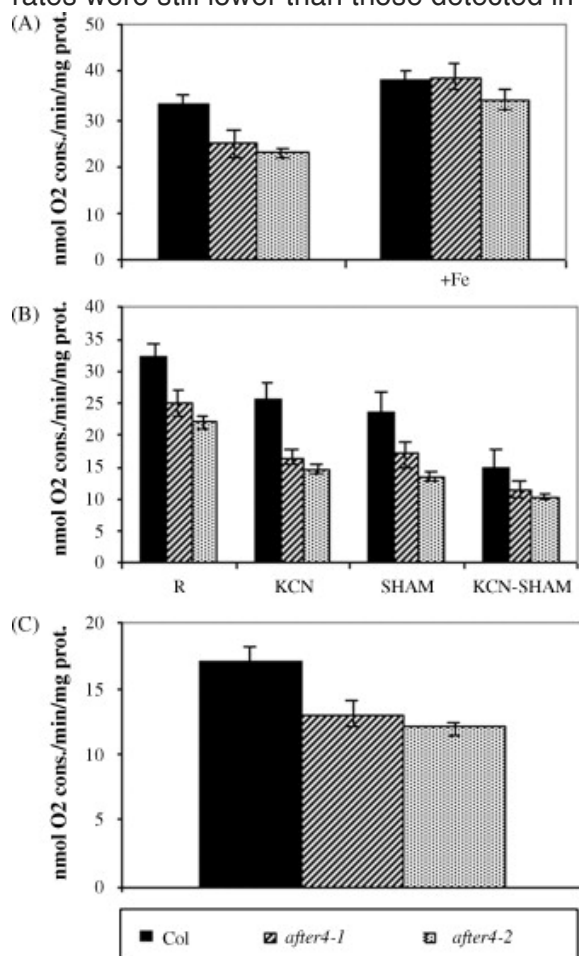 rates were still lower than those detected in
(A)
nmol O2 cons./min/mg prot.
50
40
30
20
10
0
+Fe
(B)
nmol O2 cons./min/mg prot.
40
35
30
25
20
15
10
5
0
R KCN SHAM KCN-SHAM
(C)
nmol O2 cons./min/mg prot.
20
15
10
5
0
Col after4-1 after4-2